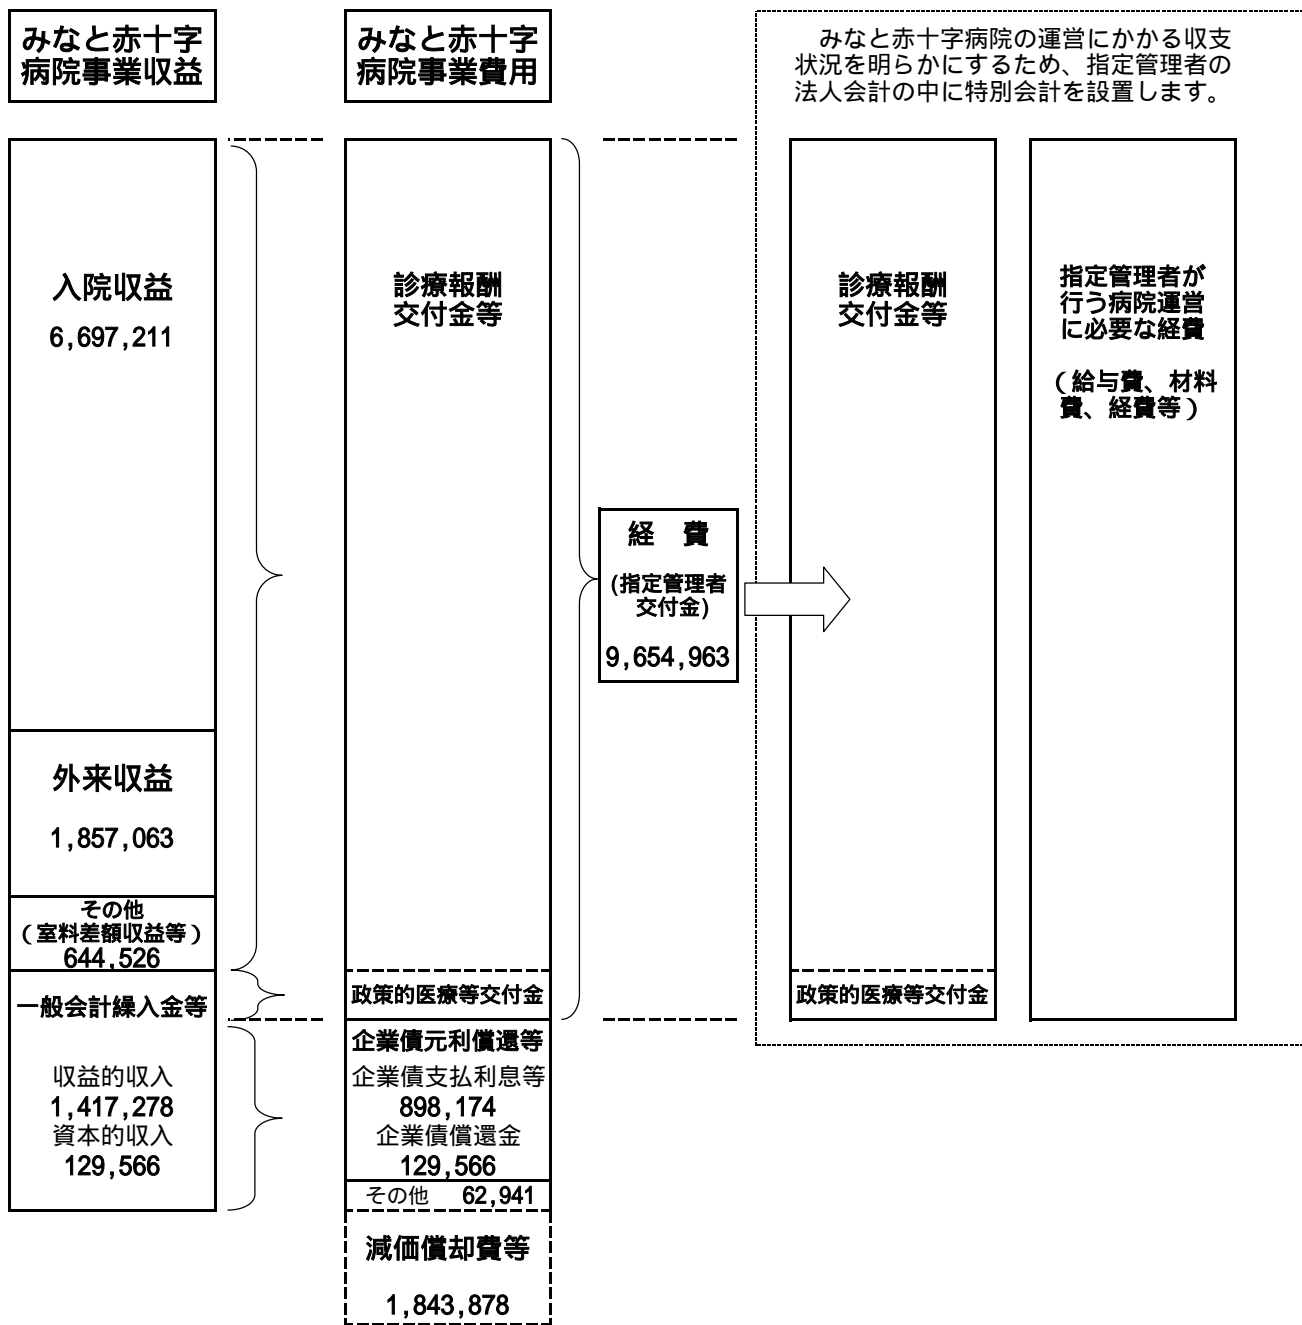 みなと赤十字
病院事業収益
みなと赤十字
病院事業費用
みなと赤十字病院の運営にかかる収支
状況を明らかにするため、指定管理者の
法人会計の中に特別会計を設置します。
入院収益
6,697,211
外来収益
1,857,063
その他
(室料差額収益等)
644,526
一般会計繰入金等
収益的収入
1,417,278
資本的収入
129,566
診療報酬
交付金等
政策的医療等交付金
企業債元利償還等
企業債支払利息等
898,174
企業債償還金
129,566
その他 62,941
減価償却費等
1,843,878
経 費
(指定管理者
交付金)
9,654,963
診療報酬
交付金等
政策的医療等交付金
指定管理者が
行う病院運営
に必要な経費
(給与費、材料
費、経費等)